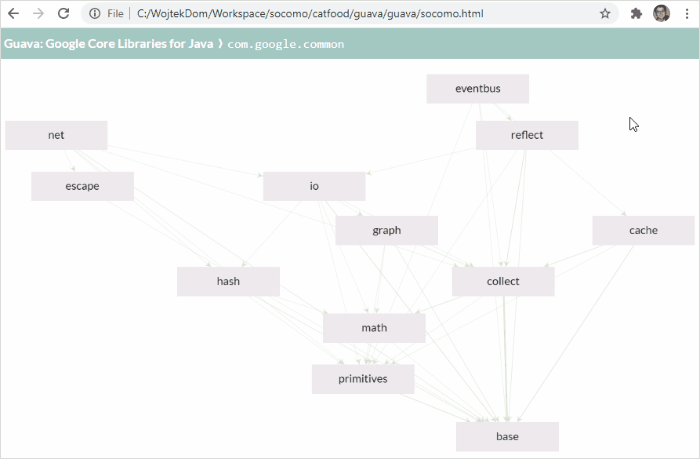 File
C:/WojtekDom/Workspace/socomo/catfood/guava/guava/socomo.html
Guava: Google Core Libraries for Java ⟩ com.google.common
eventbus
net
reflect
escape
io
graph
cache
hash
collect
math
primitives
base